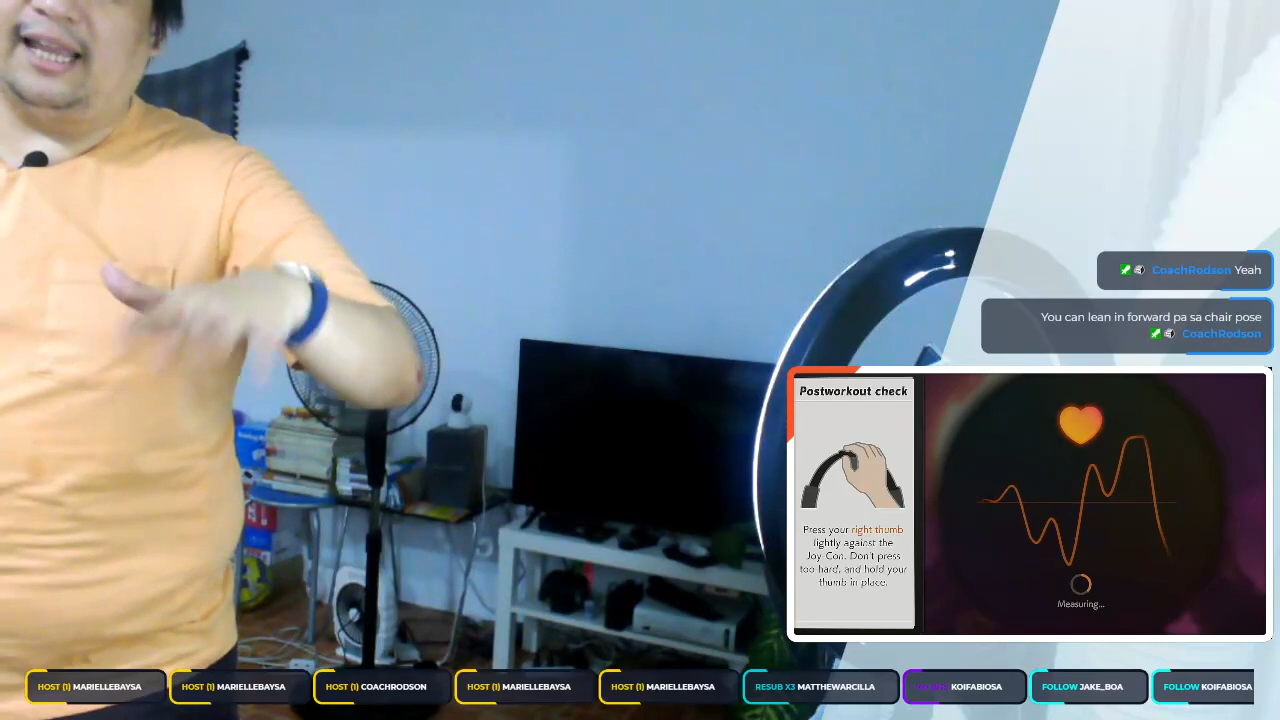 CoachRodson Yeah
You can lean in forward pa sa chair pose
CoachRodson
Postworkout check
Press your right thumb
lightly against the
Joy-Con. Don't press
too hard, and hold your
thumb in place.
Measuring...
HOST (1) MARIELLEBAYSA
HOST (1) MARIELLEBAYSA
HOST (1) COACHRODSON
HOST (1) MARIELLEBAYSA
HOST (1) MARIELLEBAYSA
RESUB X3 MATTHEWARCILLA
KOIFABIOSA
FOLLOW JAKE_BOA
FOLLOW KOIFABIOSA